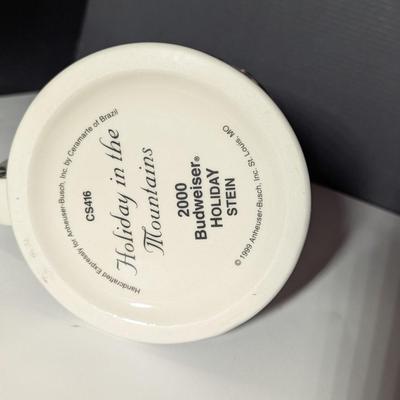 Handcrafted Expressly for Anheuser-Busch, Inc. by Ceramarte of Brazil
CS416
Holiday in the
Mountains
2000
Budweiser®
HOLIDAY
STEIN
© 1999 Anheuser-Busch, Inc. St. Louis, MO